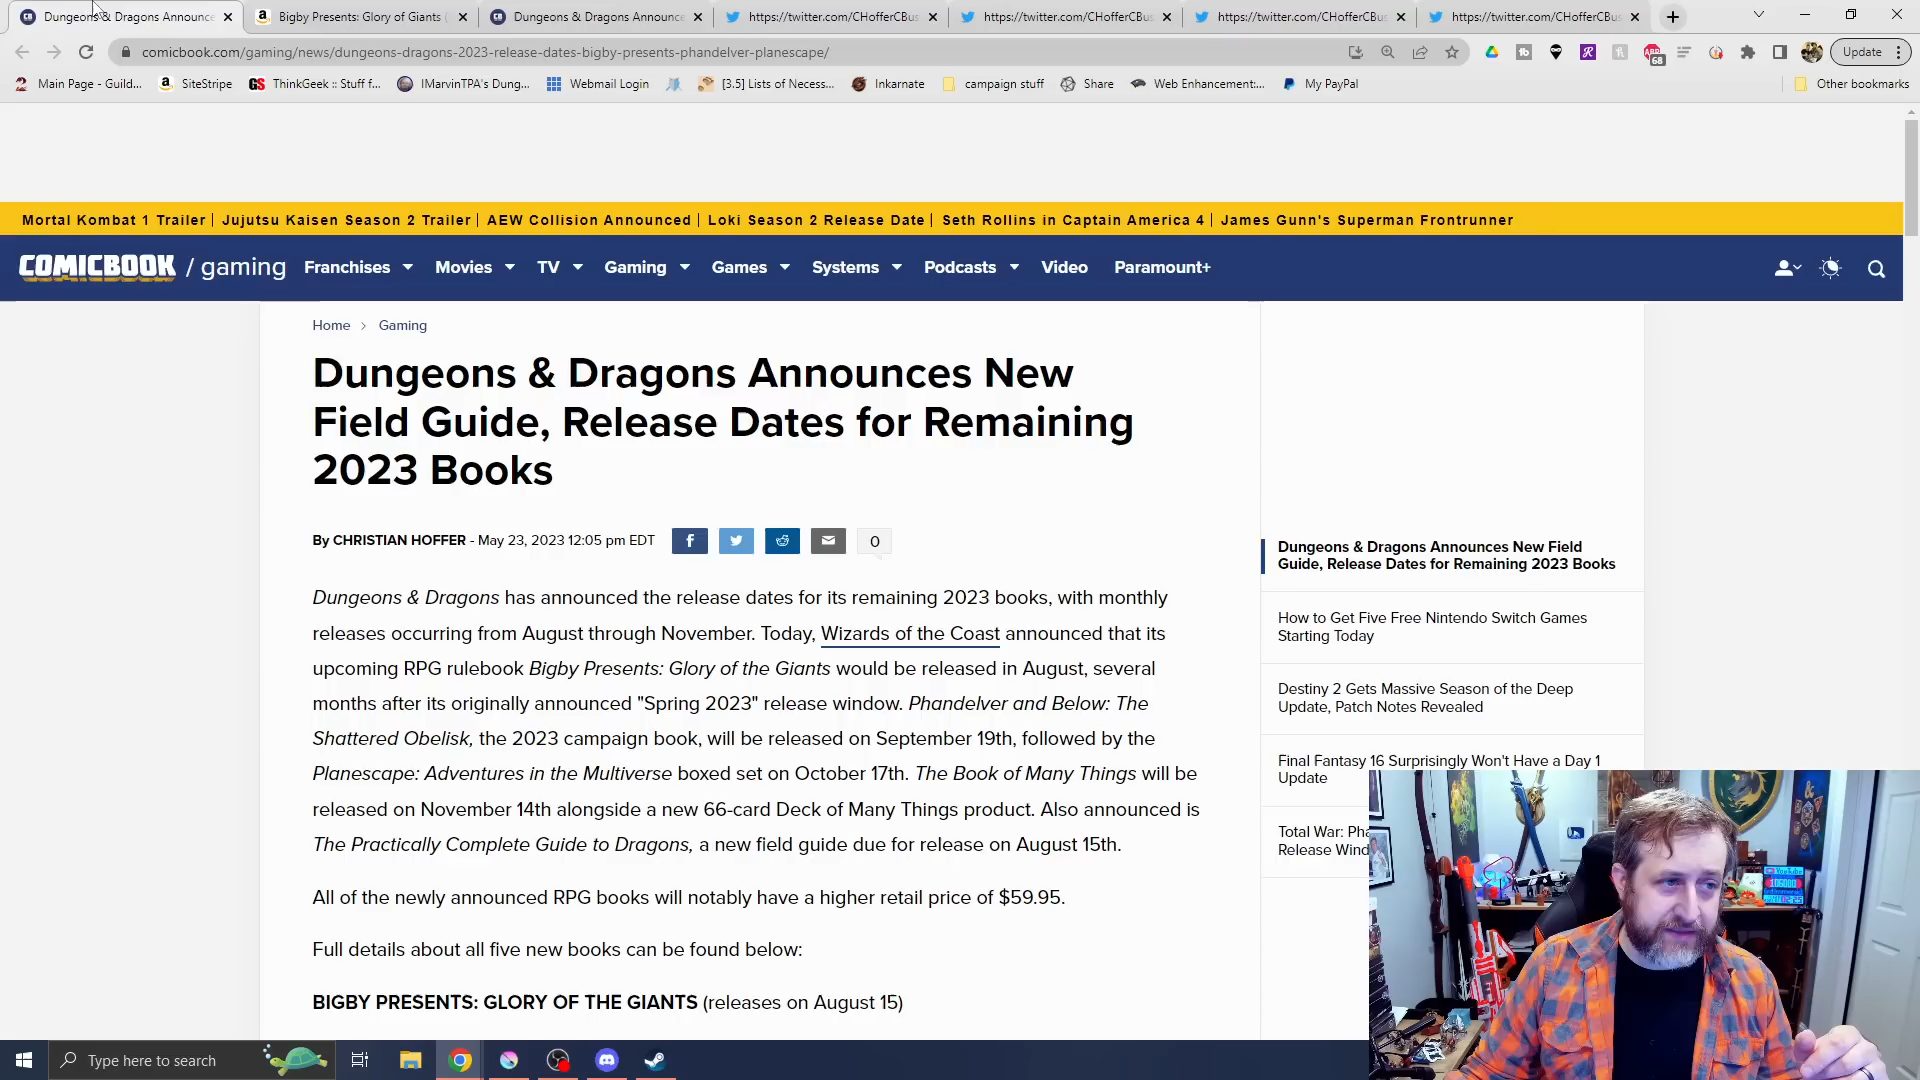 Dungeons & Dragons Announce
Bigby Presents: Glory of Giants (
Dungeons & Dragons Announce
https://twitter.com/CHofferCBus
https://twitter.com/CHofferCBus
https://twitter.com/CHofferCBus
https://twitter.com/CHofferCBus
comicbook.com/gaming/news/dungeons-dragons-2023-release-dates-bigby-presents-phandelver-planescape/
68
Update
Main Page - Guild...
SiteStripe
ThinkGeek :: Stuff f...
IMarvinTPA's Dung...
Webmail Login
[3.5] Lists of Necess...
Inkarnate
campaign stuff
Share
Web Enhancement:...
My PayPal
Other bookmarks
Mortal Kombat 1 Trailer | Jujutsu Kaisen Season 2 Trailer | AEW Collision Announced | Loki Season 2 Release Date | Seth Rollins in Captain America 4 | James Gunn's Superman Frontrunner
COMICBOOK / gaming
Franchises
Movies
TV
Gaming
Games
Systems
Podcasts
Video
Paramount+
Home > Gaming
Dungeons & Dragons Announces New
Field Guide, Release Dates for Remaining
2023 Books
By CHRISTIAN HOFFER - May 23, 2023 12:05 pm EDT
0
Dungeons & Dragons has announced the release dates for its remaining 2023 books, with monthly
releases occurring from August through November. Today, Wizards of the Coast announced that its
upcoming RPG rulebook Bigby Presents: Glory of the Giants would be released in August, several
months after its originally announced "Spring 2023" release window. Phandelver and Below: The
Shattered Obelisk, the 2023 campaign book, will be released on September 19th, followed by the
Planescape: Adventures in the Multiverse boxed set on October 17th. The Book of Many Things will be
released on November 14th alongside a new 66-card Deck of Many Things product. Also announced is
The Practically Complete Guide to Dragons, a new field guide due for release on August 15th.
All of the newly announced RPG books will notably have a higher retail price of $59.95.
Full details about all five new books can be found below:
BIGBY PRESENTS: GLORY OF THE GIANTS (releases on August 15)
Dungeons & Dragons Announces New Field
Guide, Release Dates for Remaining 2023 Books
How to Get Five Free Nintendo Switch Games
Starting Today
Destiny 2 Gets Massive Season of the Deep
Update, Patch Notes Revealed
Final Fantasy 16 Surprisingly Won't Have a Day 1
Update
Total War: Pha
Release Wind
YouTube
Type here to search